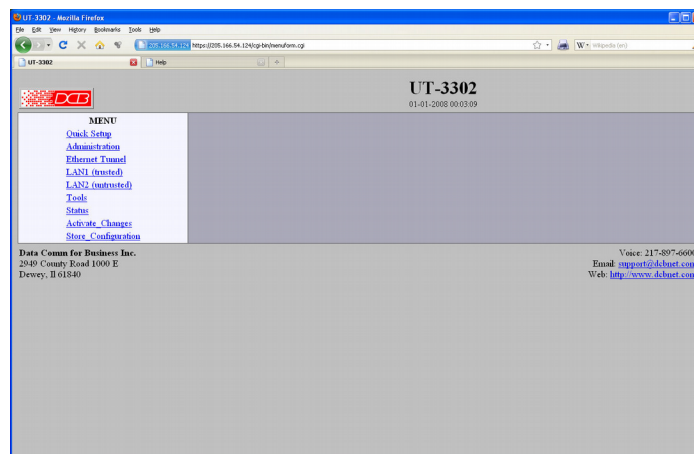 UT-3302 - Mozilla Firefox
File Edit View History Bookmarks Tools Help
205.166.54.124 https://205.166.54.124/cgi-bin/menuform.cgi
Wikipedia (en)
UT-3302
Help
DCB
UT-3302
01-01-2008 00:03:09
MENU
Quick Setup
Administration
Ethernet Tunnel
LAN1 (trusted)
LAN2 (untrusted)
Tools
Status
Activate_Changes
Store_Configuration
Data Comm for Business Inc.
2949 County Road 1000 E
Dewey, Il 61840
Voice: 217-897-6600
Email: support@dcbnet.com
Web: http://www.dcbnet.com